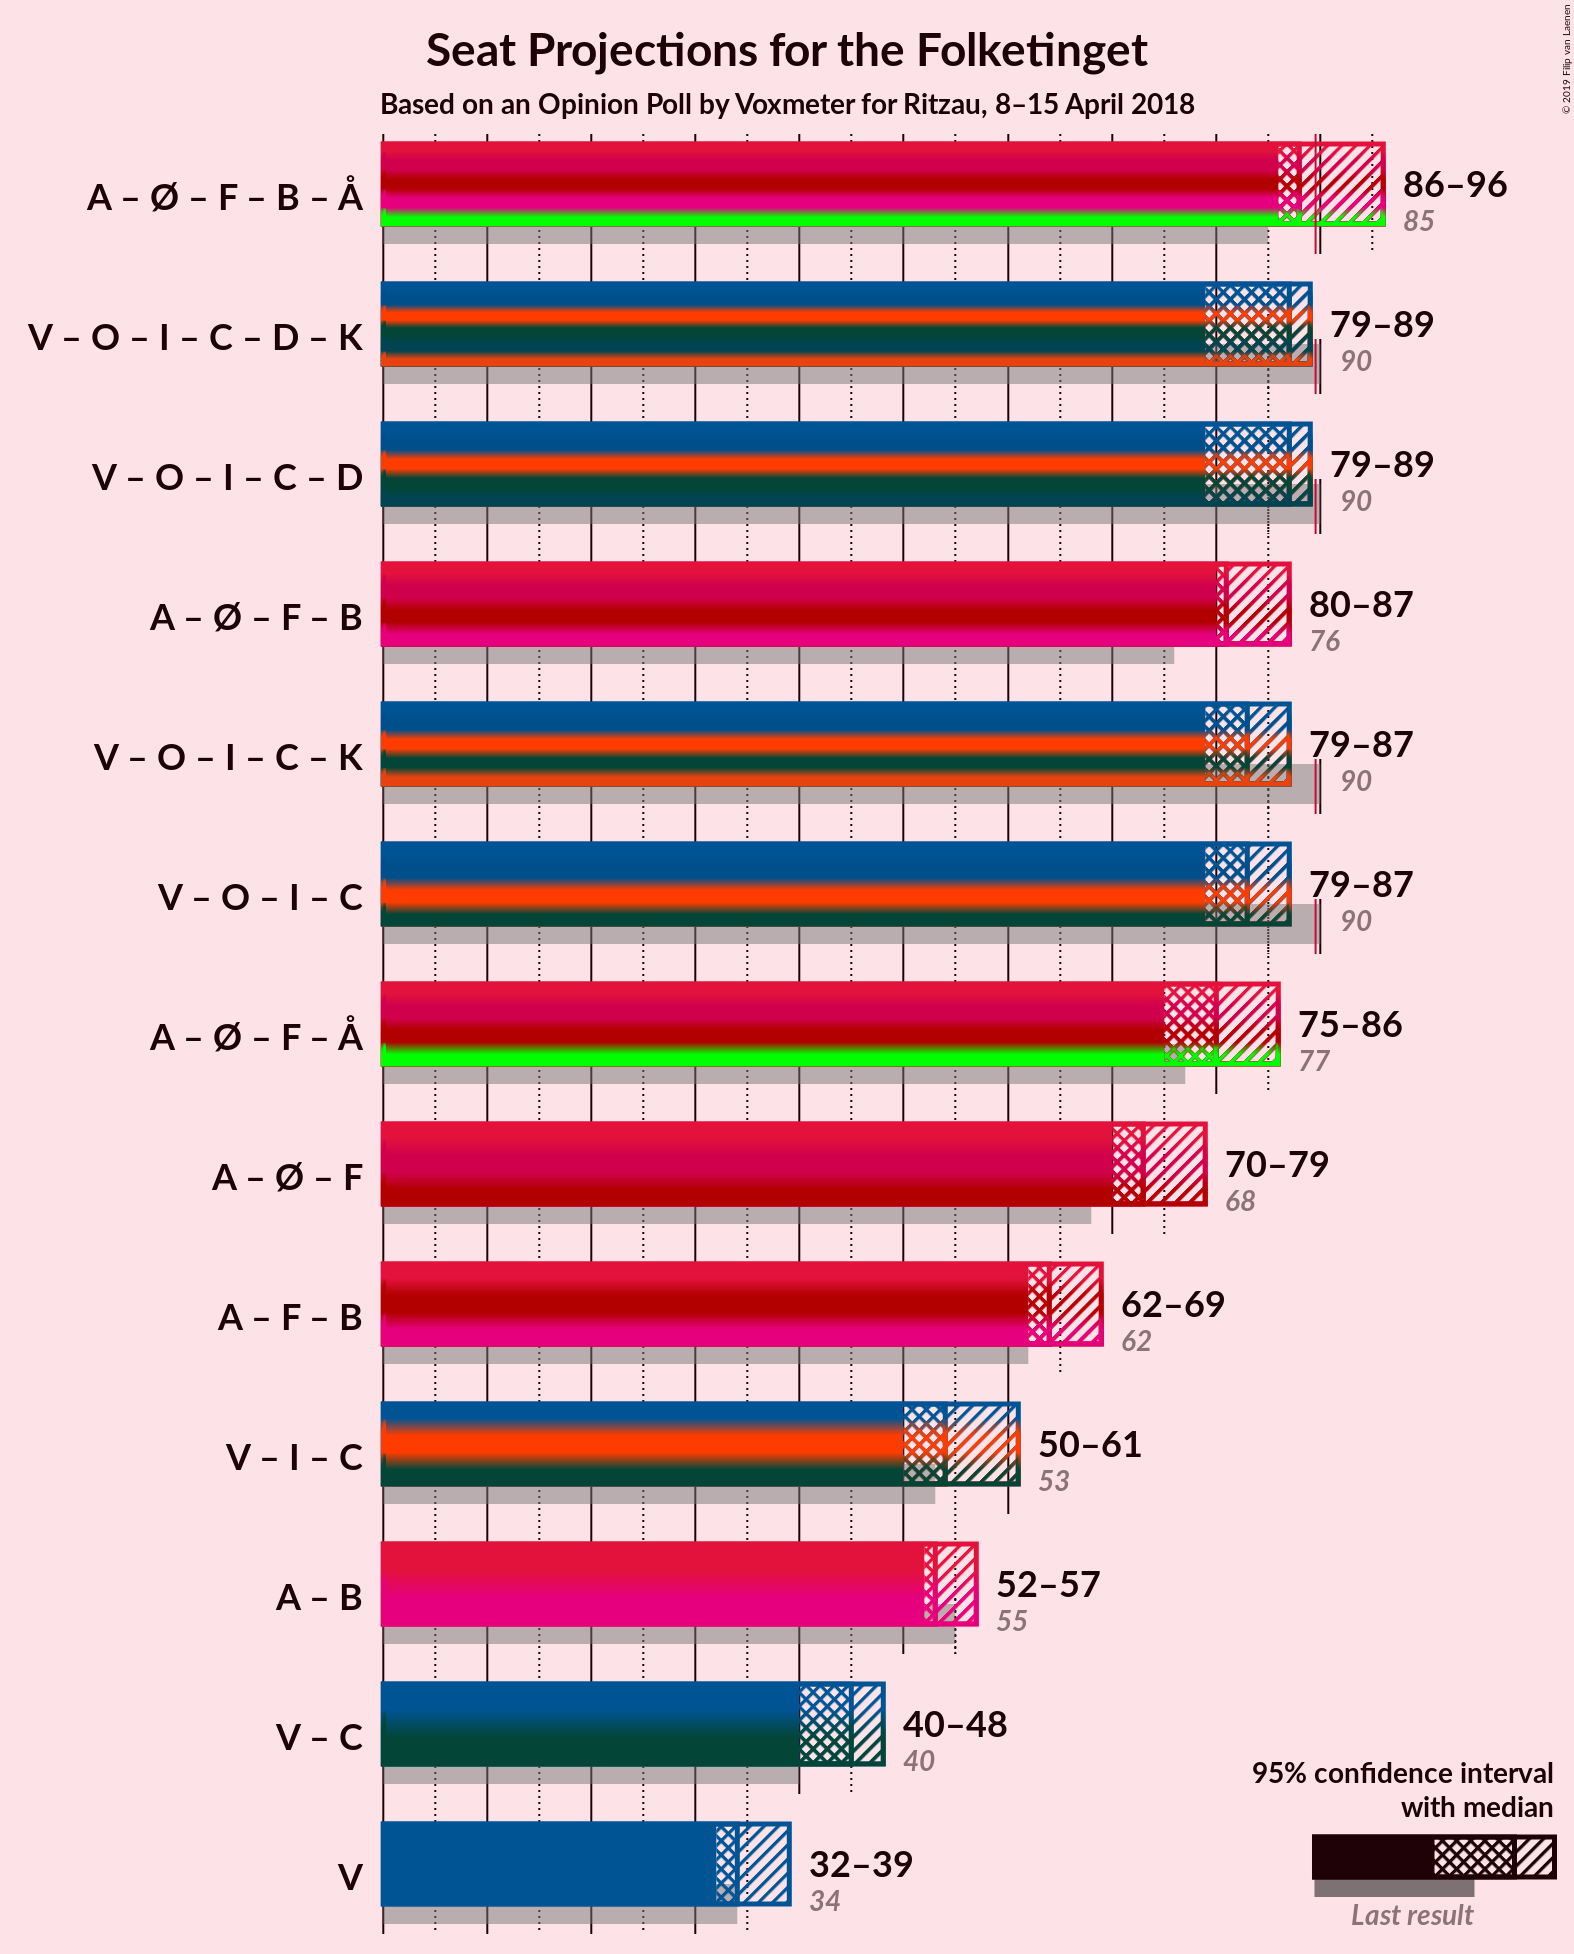 Seat Projections for the Folketinget
Based on an Opinion Poll by Voxmeter for Ritzau, 8–15 April 2018
© 2019 Filip van Laenen
A – Ø – F – B – Å
86–96
85
V – O – I – C – D – K
79–89
90
V – O – I – C – D
79–89
90
A – Ø – F – B
80–87
76
V – O – I – C – K
79–87
90
V – O – I – C
79–87
90
A – Ø – F – Å
75–86
77
A – Ø – F
70–79
68
A – F – B
62–69
62
V – I – C
50–61
53
A – B
52–57
55
V – C
40–48
40
V
32–39
34
95% confidence interval
with median
Last result